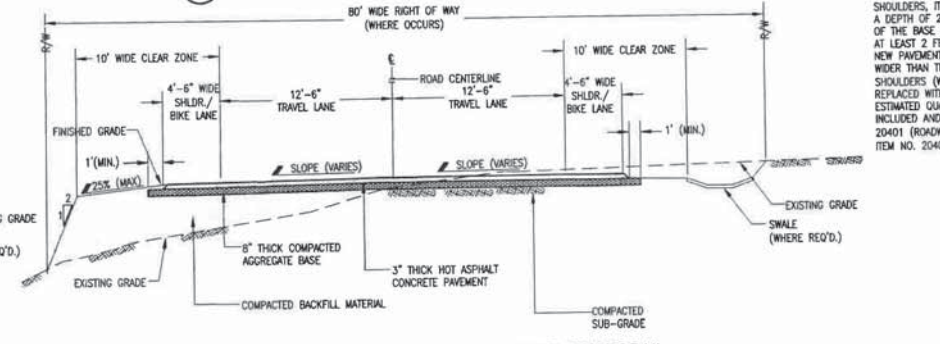 80' WIDE RIGHT OF WAY
(WHERE OCCURS)
R/W
R/W
10' WIDE CLEAR ZONE
10' WIDE CLEAR ZONE
℄
ROAD CENTERLINE
4'-6" WIDE
SHLDR./
BIKE LANE
12'-6"
TRAVEL LANE
12'-6"
TRAVEL LANE
4'-6" WIDE
SHLDR./
BIKE LANE
FINISHED GRADE
1'(MIN.)
1' (MIN.)
SLOPE (VARIES)
SLOPE (VARIES)
25% (MAX)
2
1
EXISTING GRADE
SWALE
(WHERE REQ'D.)
GRADE
8" THICK COMPACTED
AGGREGATE BASE
3" THICK HOT ASPHALT
CONCRETE PAVEMENT
EXISTING GRADE
COMPACTED BACKFILL MATERIAL
COMPACTED
SUB-GRADE
SHOULDERS,
A DEPTH OF 2
OF THE BASE
AT LEAST 2
NEW PAVEMENT
WIDER THAN
SHOULDERS
REPLACED
ESTIMATED
INCLUDED AND
20401
ITEM NO.